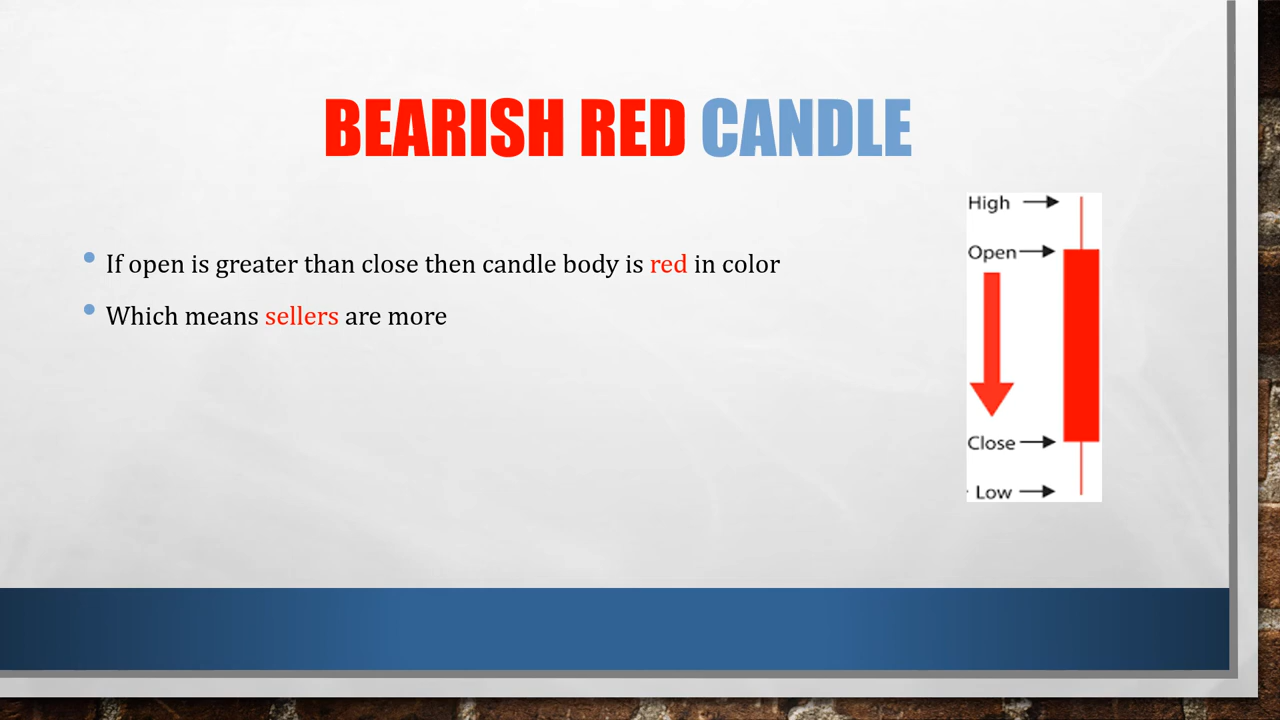 BEARISH RED CANDLE
• If open is greater than close then candle body is red in color
• Which means sellers are more
High
Open
Close
Low